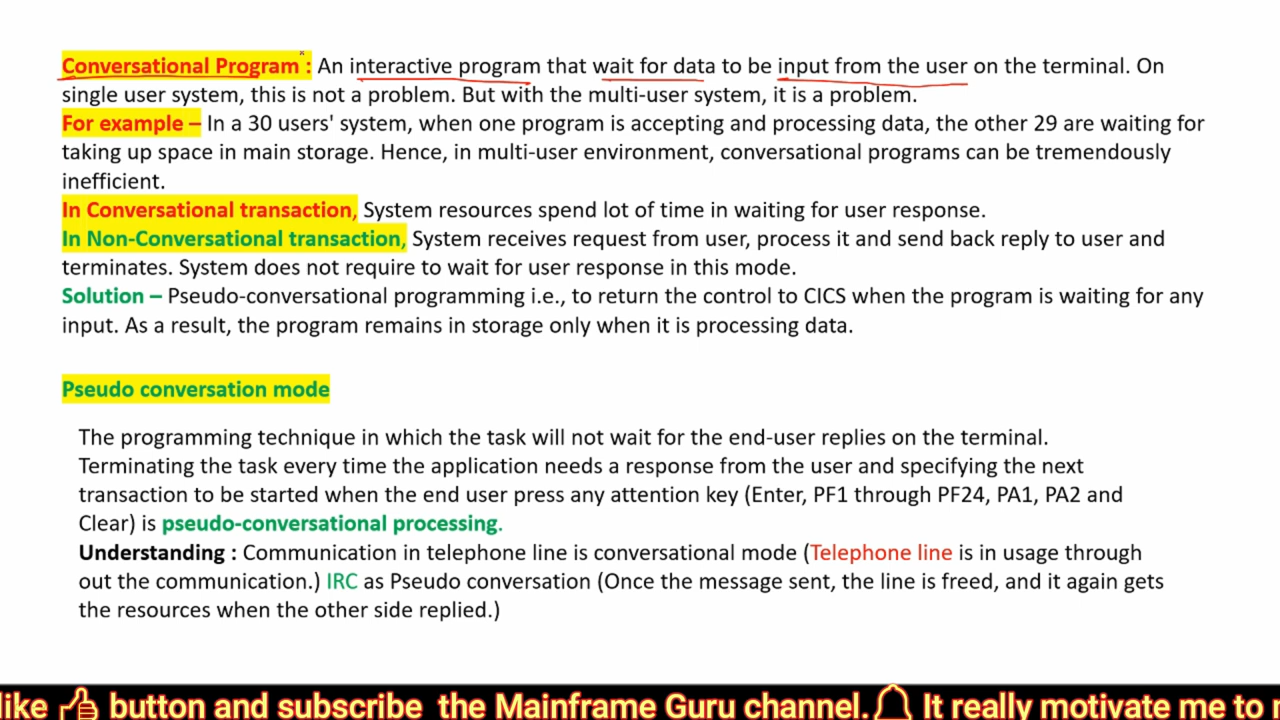 Conversational Program : An interactive program that wait for data to be input from the user on the terminal. On
single user system, this is not a problem. But with the multi-user system, it is a problem.
For example – In a 30 users' system, when one program is accepting and processing data, the other 29 are waiting for
taking up space in main storage. Hence, in multi-user environment, conversational programs can be tremendously
inefficient.
In Conversational transaction, System resources spend lot of time in waiting for user response.
In Non-Conversational transaction, System receives request from user, process it and send back reply to user and
terminates. System does not require to wait for user response in this mode.
Solution – Pseudo-conversational programming i.e., to return the control to CICS when the program is waiting for any
input. As a result, the program remains in storage only when it is processing data.
Pseudo conversation mode
The programming technique in which the task will not wait for the end-user replies on the terminal.
Terminating the task every time the application needs a response from the user and specifying the next
transaction to be started when the end user press any attention key (Enter, PF1 through PF24, PA1, PA2 and
Clear) is pseudo-conversational processing.
Understanding : Communication in telephone line is conversational mode (Telephone line is in usage through
out the communication.) IRC as Pseudo conversation (Once the message sent, the line is freed, and it again gets
the resources when the other side replied.)
like button and subscribe the Mainframe Guru channel. It really motivate me to